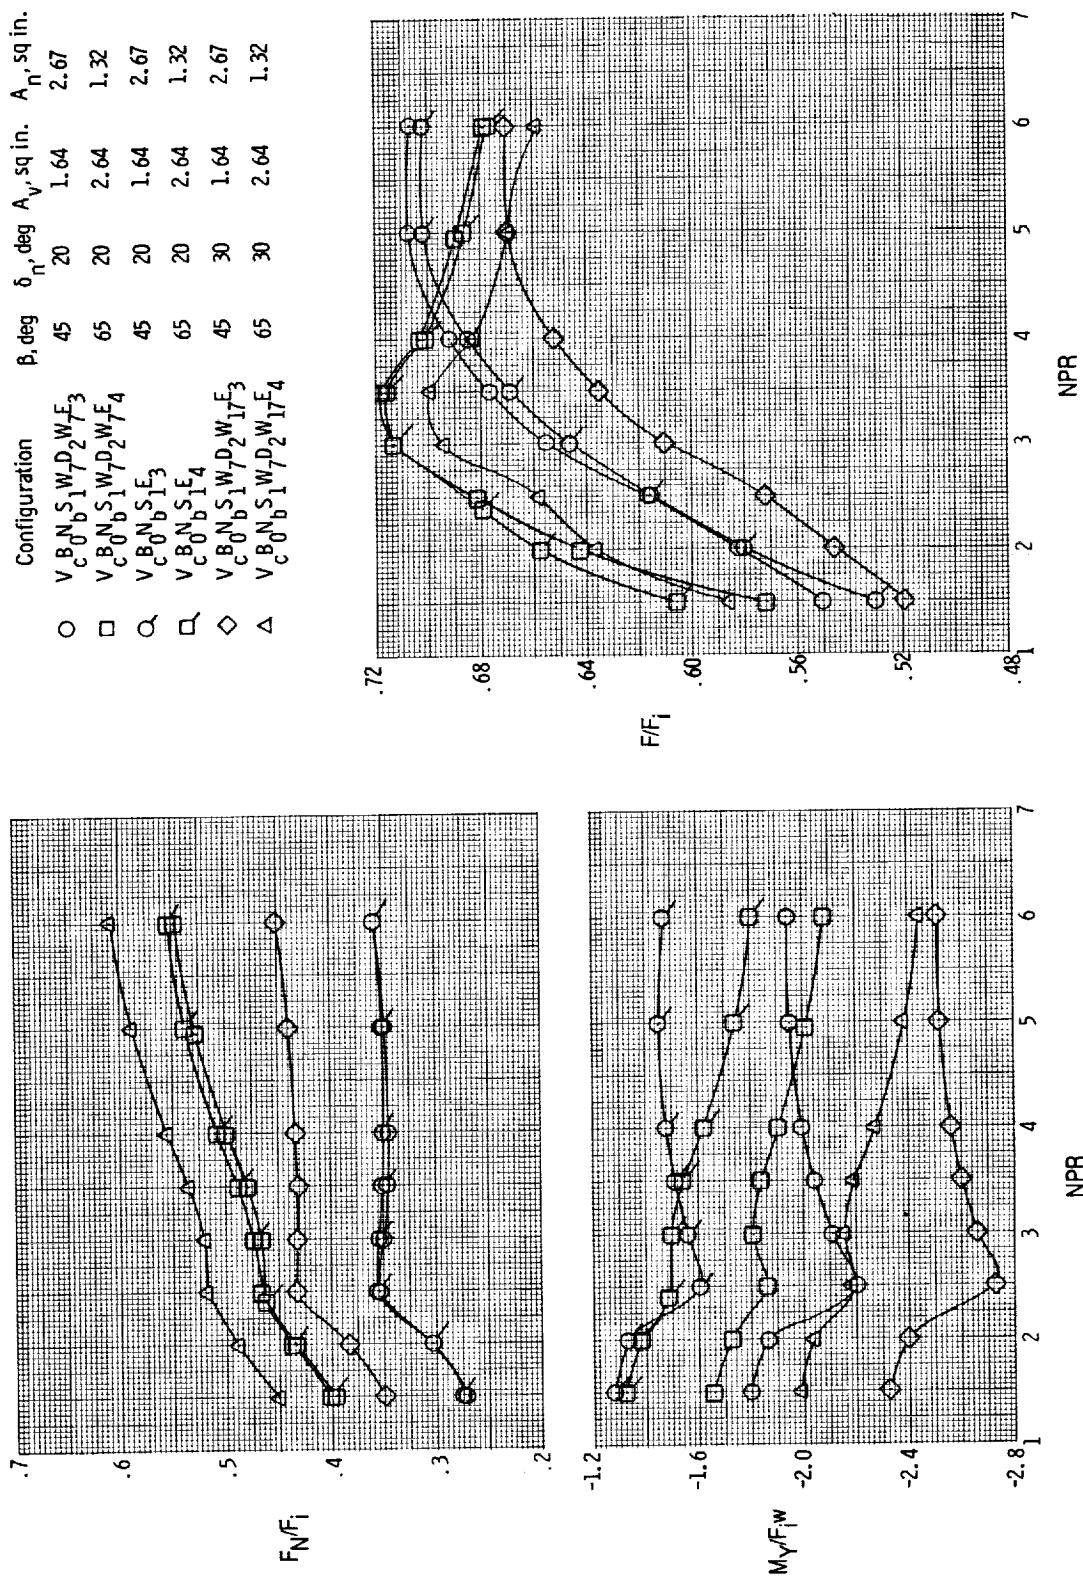 Configuration β, deg δn, deg Av, sq in. An, sq in.
VcB0NbS1W7D2W7E3 45 20 1.64 2.67
VcB0NbS1W7D2W7E4 65 20 2.64 1.32
VcB0NbS1E3 45 20 1.64 2.67
VcB0NbS1E4 65 20 2.64 1.32
VcB0NbS1W7D2W17E3 45 30 1.64 2.67
VcB0NbS1W7D2W17E4 65 30 2.64 1.32
.7
.6
.5
.4
.3
.2
FN/Fi
-1.2
-1.6
-2.0
-2.4
-2.8
MY/Fiw
1 2 3 4 5 6 7
NPR
.72
.68
.64
.60
.56
.52
.48
F/Fi
1 2 3 4 5 6 7
NPR